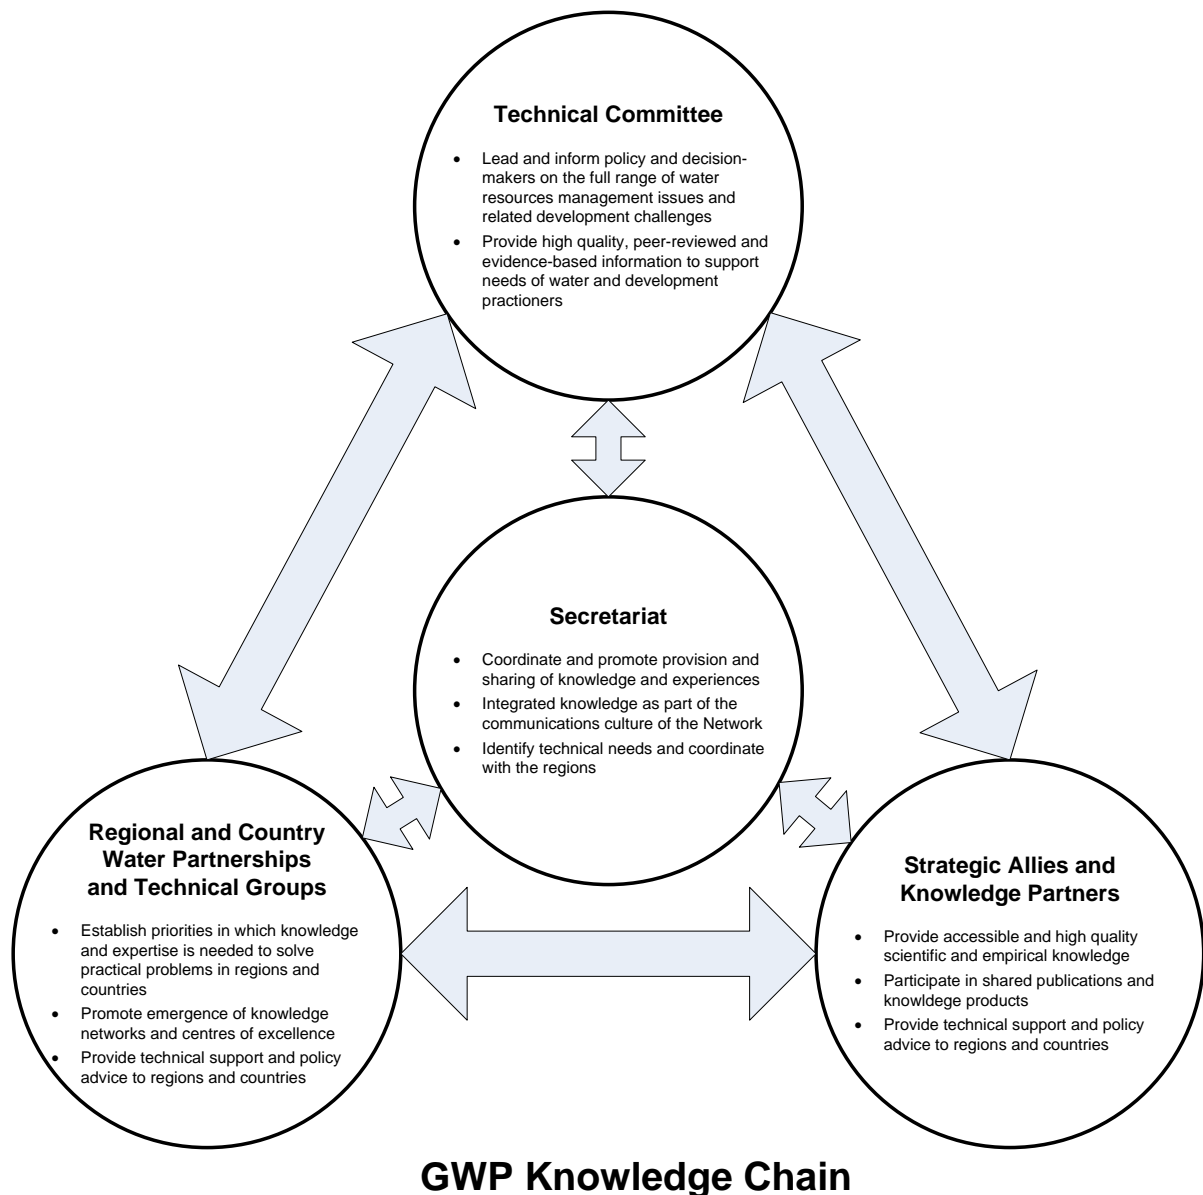 Technical Committee
• Lead and inform policy and decision-
makers on the full range of water
resources management issues and
related development challenges
• Provide high quality, peer-reviewed and
evidence-based information to support
needs of water and development
practioners
Secretariat
• Coordinate and promote provision and
sharing of knowledge and experiences
• Integrated knowledge as part of the
communications culture of the Network
• Identify technical needs and coordinate
with the regions
Regional and Country
Water Partnerships
and Technical Groups
• Establish priorities in which knowledge
and expertise is needed to solve
practical problems in regions and
countries
• Promote emergence of knowledge
networks and centres of excellence
• Provide technical support and policy
advice to regions and countries
Strategic Allies and
Knowledge Partners
• Provide accessible and high quality
scientific and empirical knowledge
• Participate in shared publications and
knowldege products
• Provide technical support and policy
advice to regions and countries
GWP Knowledge Chain